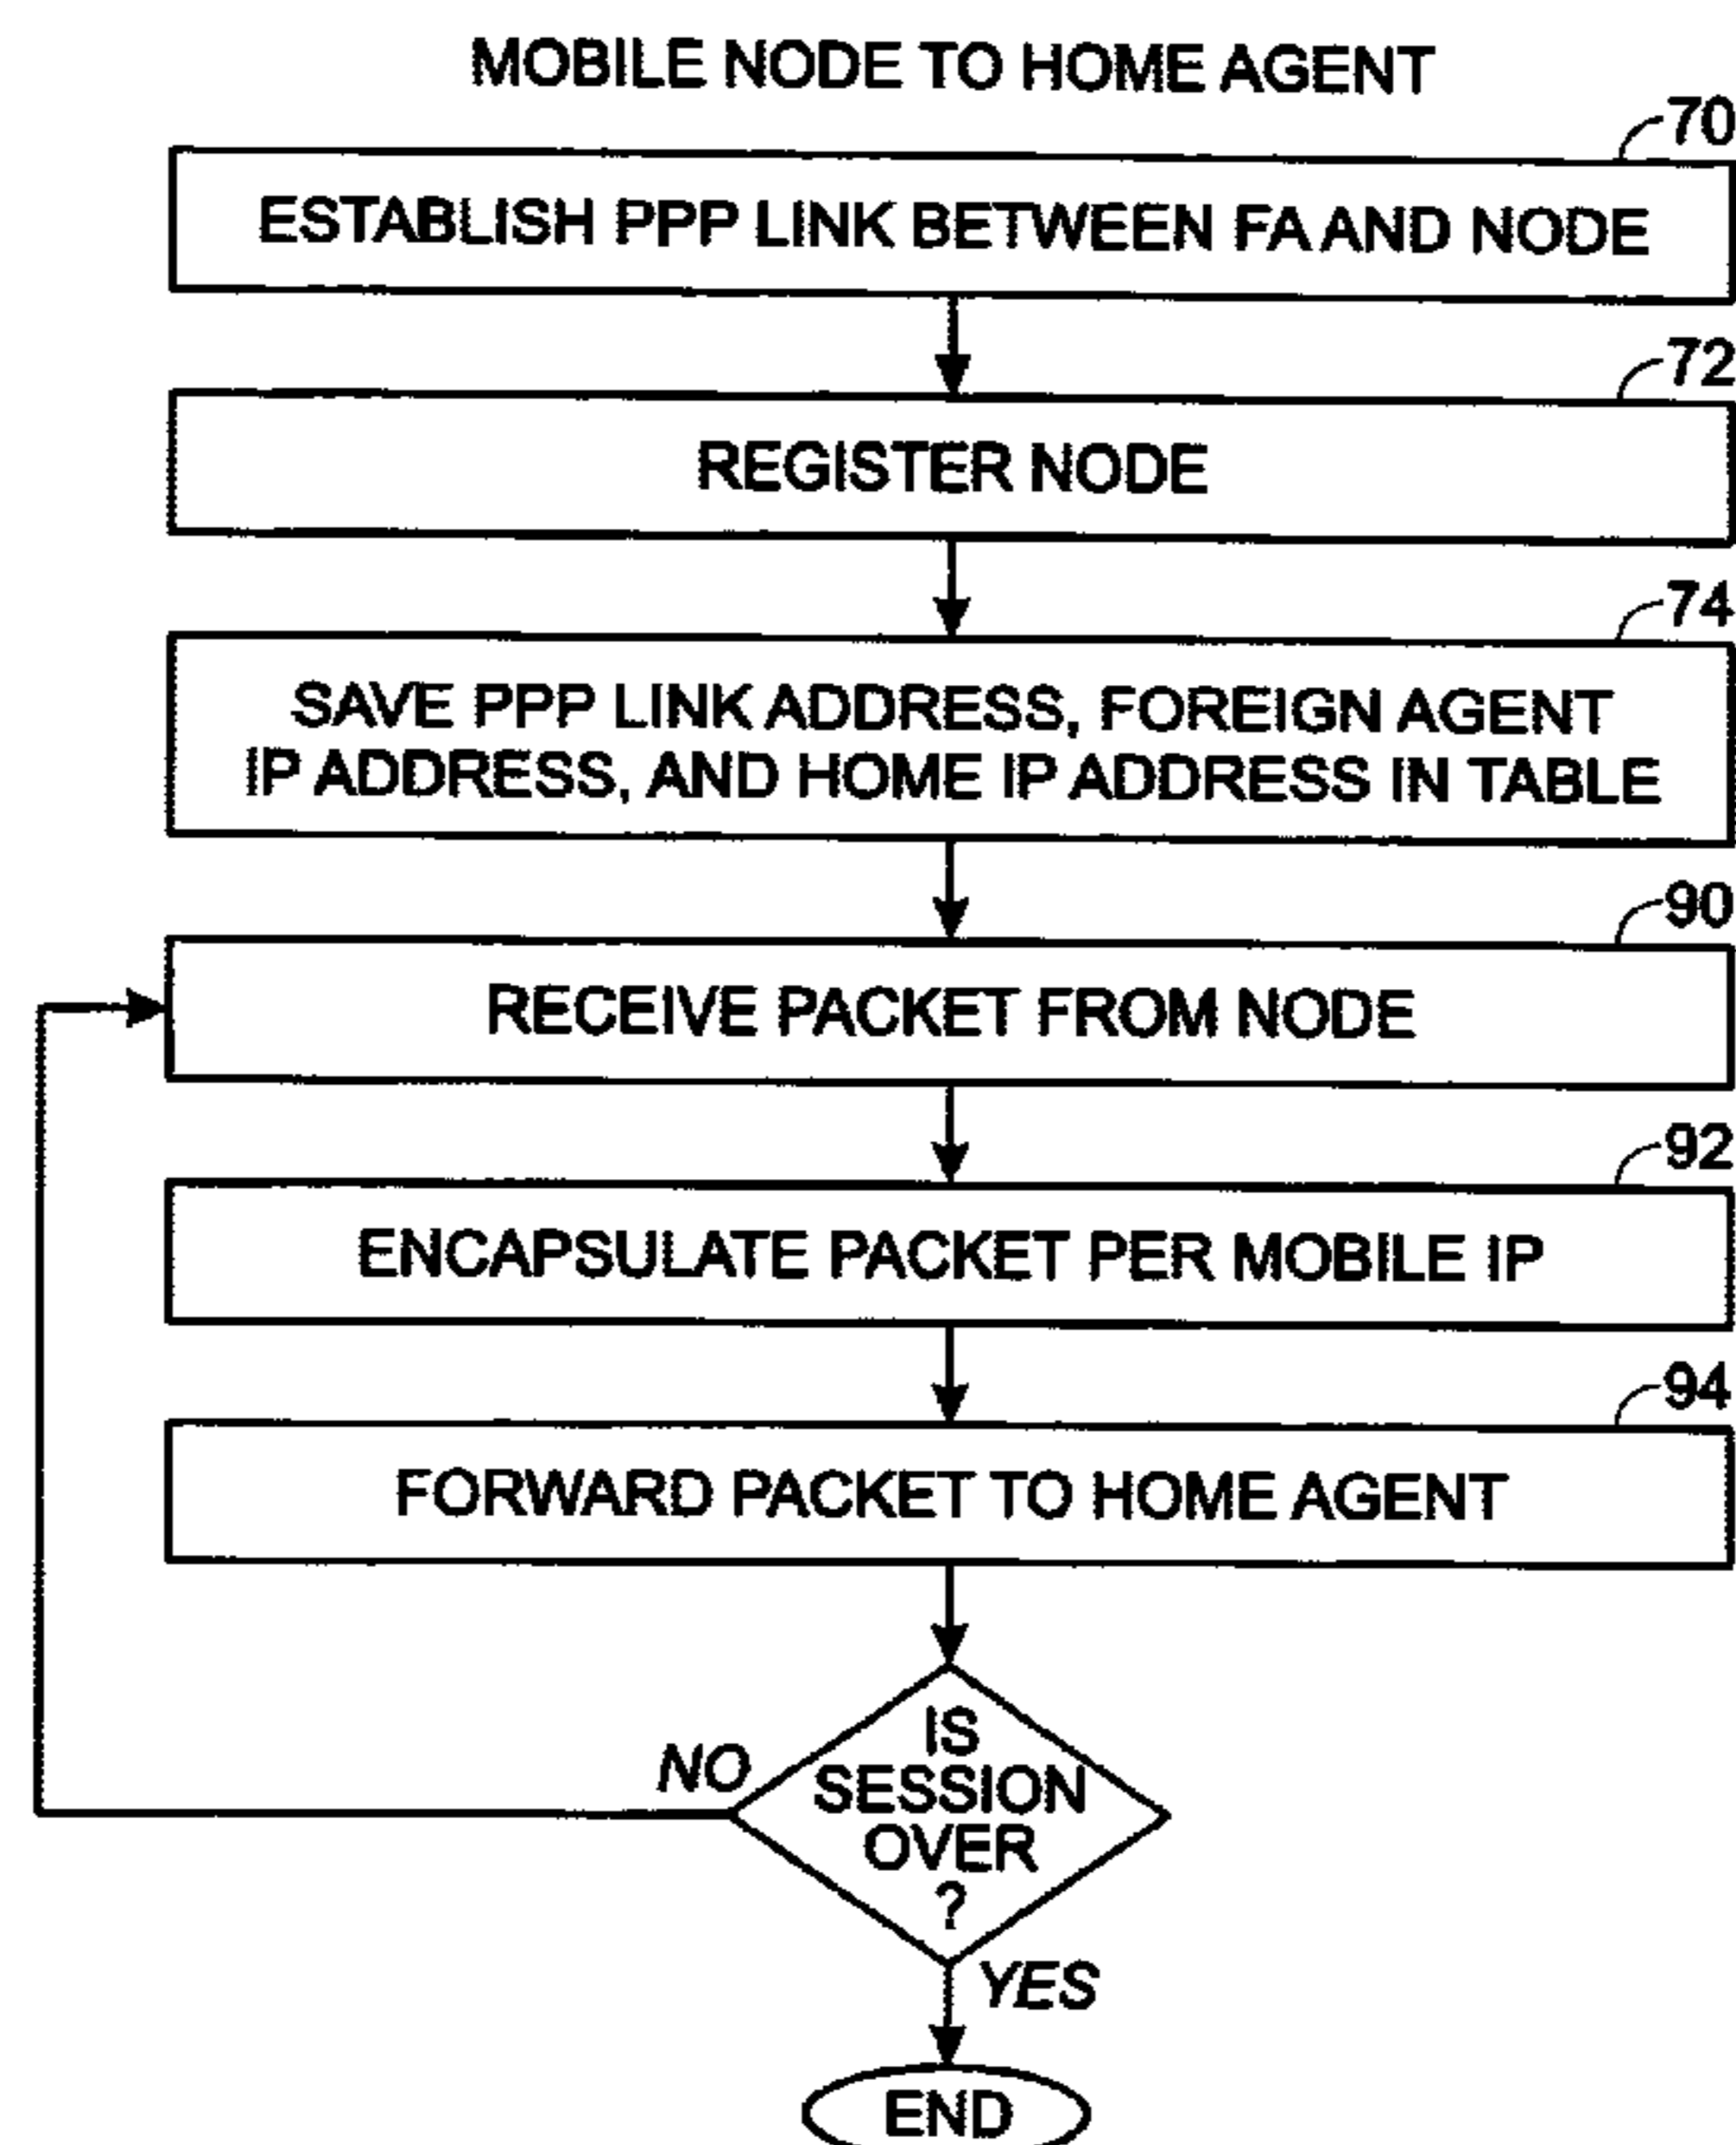 MOBILE NODE TO HOME AGENT
70
ESTABLISH PPP LINK BETWEEN FA AND NODE
72
REGISTER NODE
74
SAVE PPP LINK ADDRESS, FOREIGN AGENT
IP ADDRESS, AND HOME IP ADDRESS IN TABLE
90
RECEIVE PACKET FROM NODE
92
ENCAPSULATE PACKET PER MOBILE IP
94
FORWARD PACKET TO HOME AGENT
IS
NO
SESSION
OVER
?
YES
END